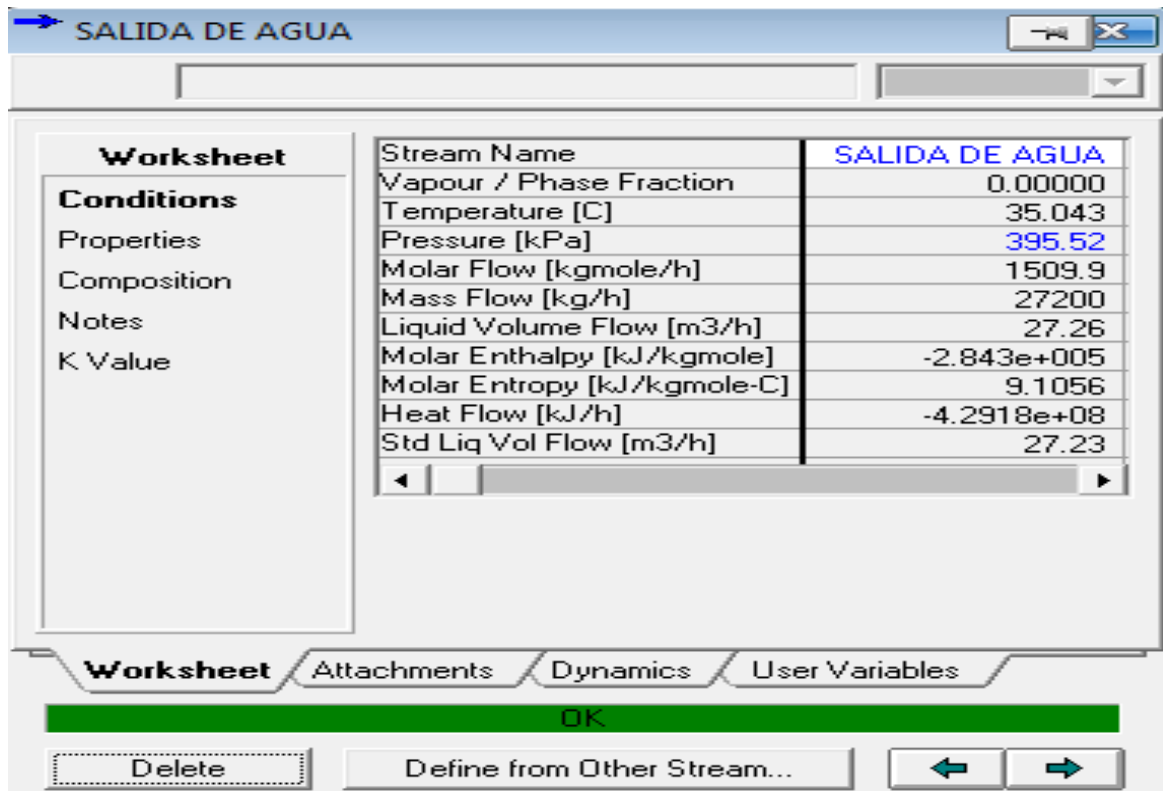 SALIDA DE AGUA
Worksheet
Conditions
Properties
Composition
Notes
K Value
Stream Name SALIDA DE AGUA
Vapour / Phase Fraction 0.00000
Temperature [C] 35.043
Pressure [kPa] 395.52
Molar Flow [kgmole/h] 1509.9
Mass Flow [kg/h] 27200
Liquid Volume Flow [m3/h] 27.26
Molar Enthalpy [kJ/kgmole] -2.843e+005
Molar Entropy [kJ/kgmole-C] 9.1056
Heat Flow [kJ/h] -4.2918e+08
Std Liq Vol Flow [m3/h] 27.23
Worksheet Attachments Dynamics User Variables
OK
Delete Define from Other Stream...